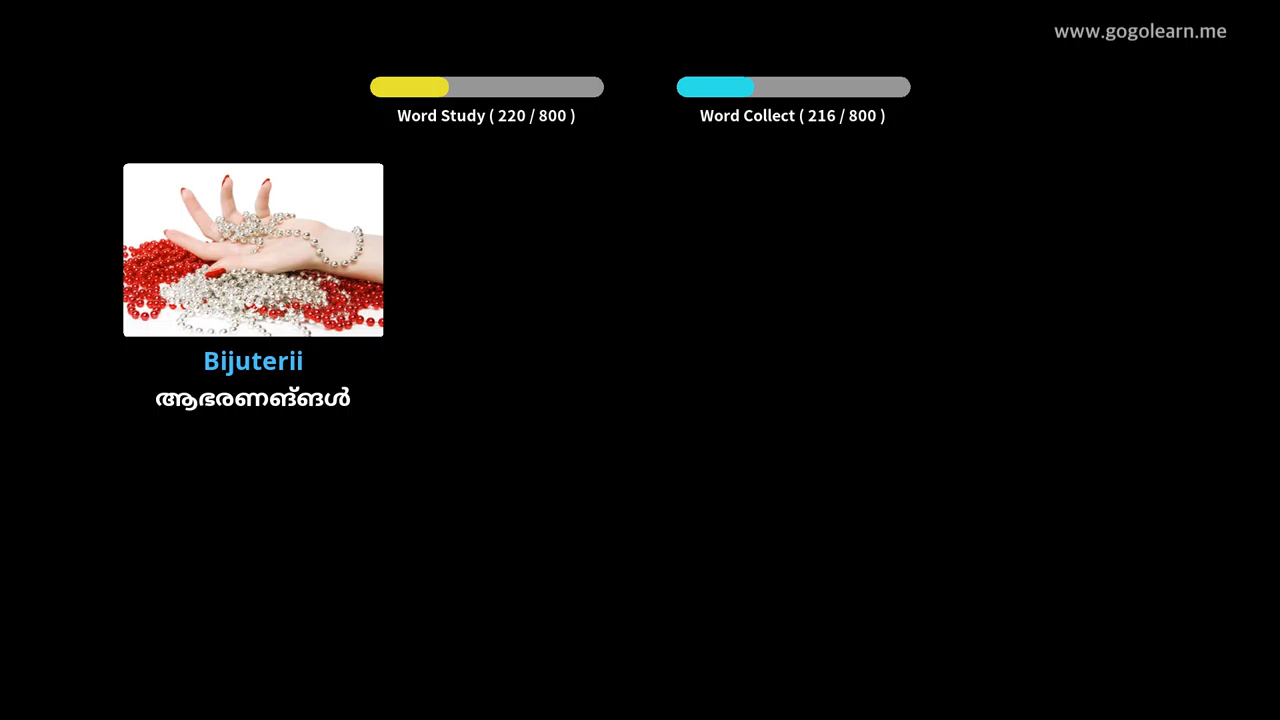 www.gogolearn.me
Word Study ( 220 / 800 )
Word Collect ( 216 / 800 )
Bijuterii
ആഭരണങ്ങൾ